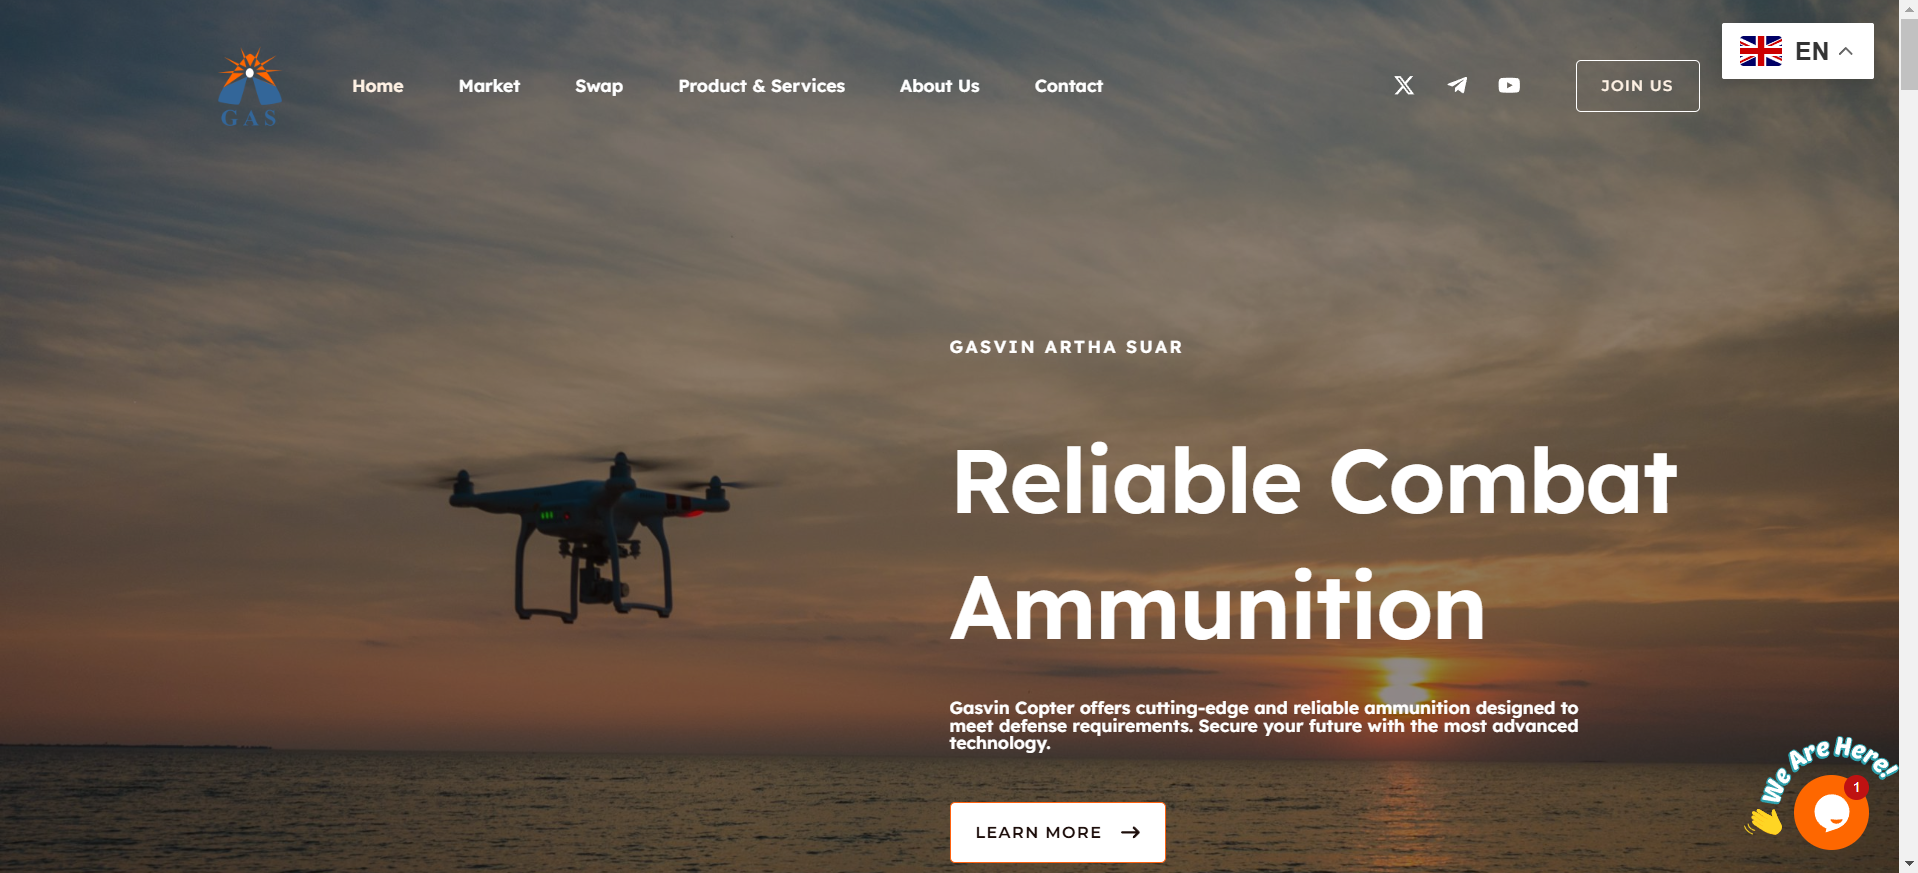 GAS
Home
Market
Swap
Product & Services
About Us
Contact
JOIN US
EN
GASVIN ARTHA SUAR
Reliable Combat
Ammunition
Gasvin Copter offers cutting-edge and reliable ammunition designed to
meet defense requirements. Secure your future with the most advanced
technology.
LEARN MORE
We Are Here!
1